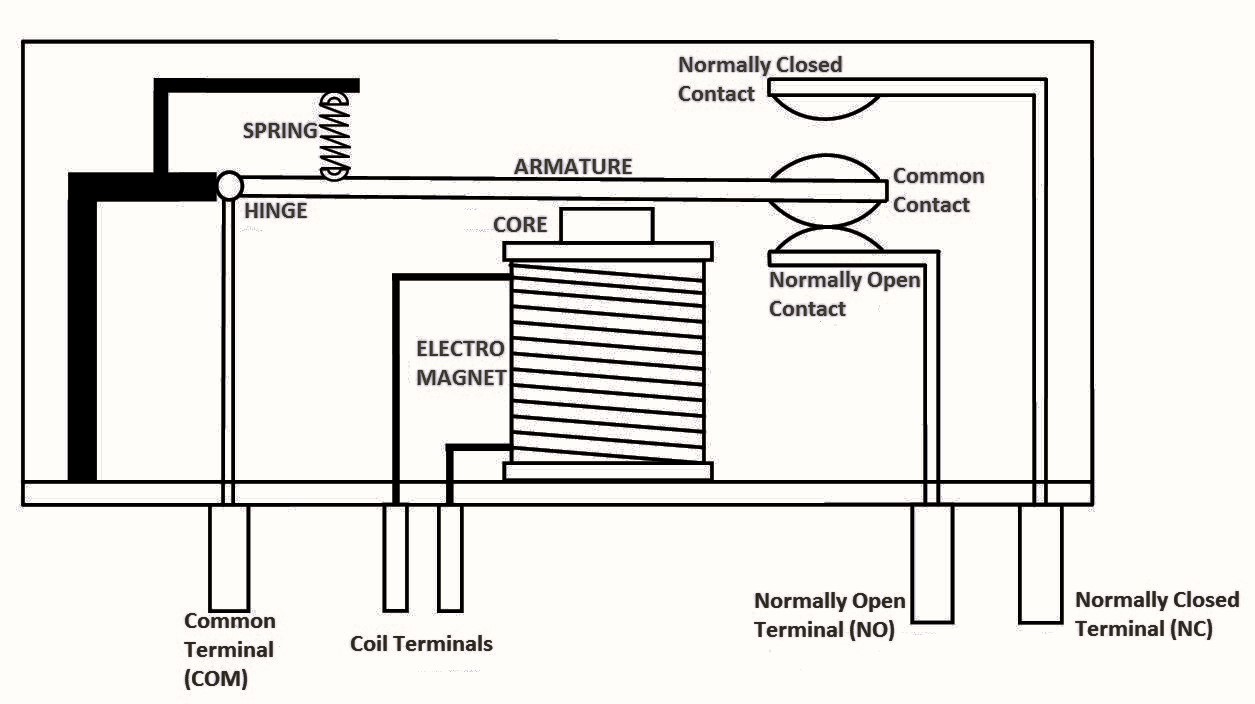 Normally Closed
Contact
SPRING
ARMATURE
Common
Contact
HINGE
CORE
Normally Open
Contact
ELECTRO
MAGNET
Common
Terminal
(COM)
Coil Terminals
Normally Open
Terminal (NO)
Normally Closed
Terminal (NC)